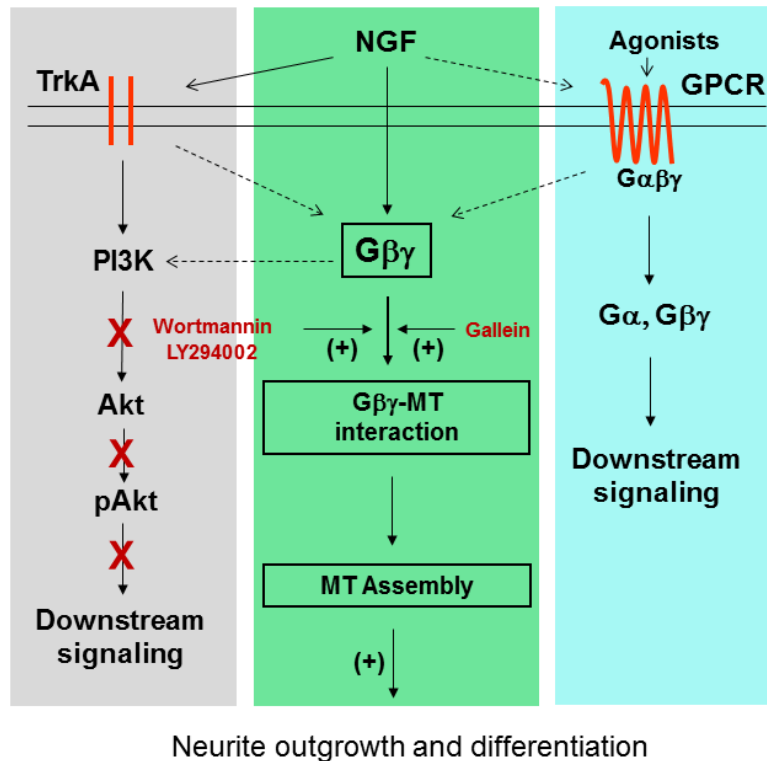 NGF
Agonists
TrkA
GPCR
Gαβγ
Gβγ
PI3K
Gα, Gβγ
Wortmannin
LY294002
(+)
(+)
Gallein
X
Akt
Gβγ-MT
interaction
X
Downstream
signaling
pAkt
X
MT Assembly
Downstream
signaling
(+)
Neurite outgrowth and differentiation